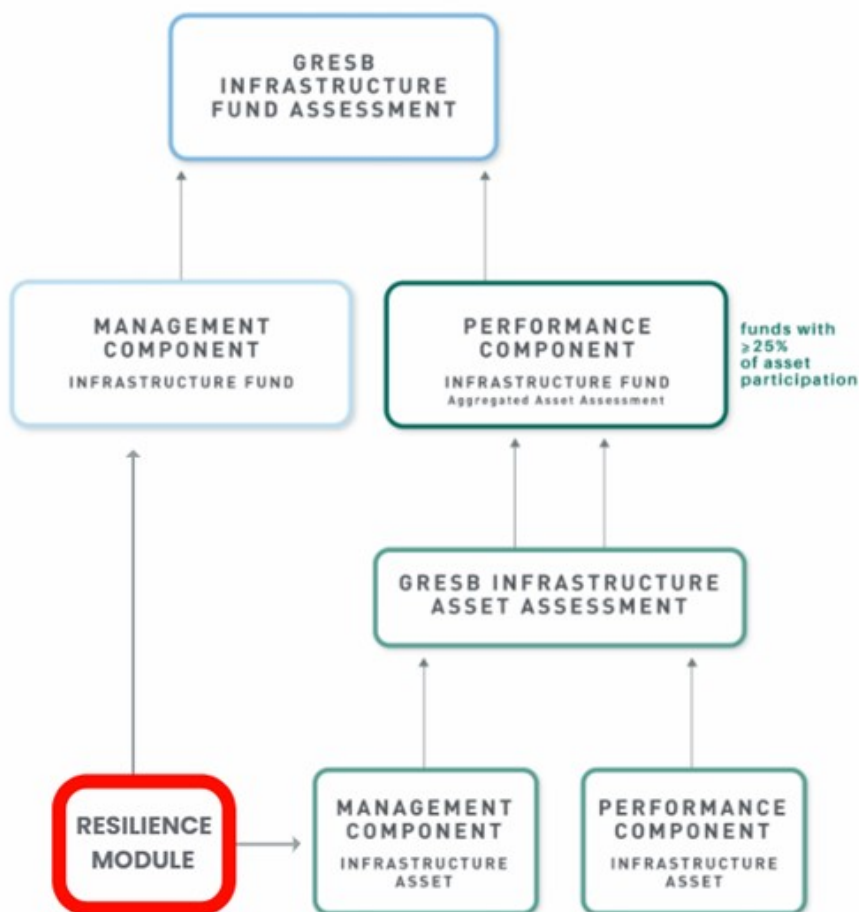 GRESB
INFRASTRUCTURE
FUND ASSESSMENT
MANAGEMENT
COMPONENT
INFRASTRUCTURE FUND
PERFORMANCE
COMPONENT
INFRASTRUCTURE FUND
Aggregated Asset Assessment
funds with
≥25%
of asset
participation
GRESB INFRASTRUCTURE
ASSET ASSESSMENT
RESILIENCE
MODULE
MANAGEMENT
COMPONENT
INFRASTRUCTURE
ASSET
PERFORMANCE
COMPONENT
INFRASTRUCTURE
ASSET